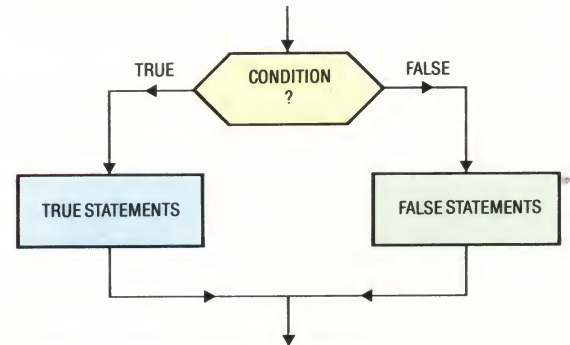 TRUE
CONDITION
?
FALSE
TRUE STATEMENTS
FALSE STATEMENTS